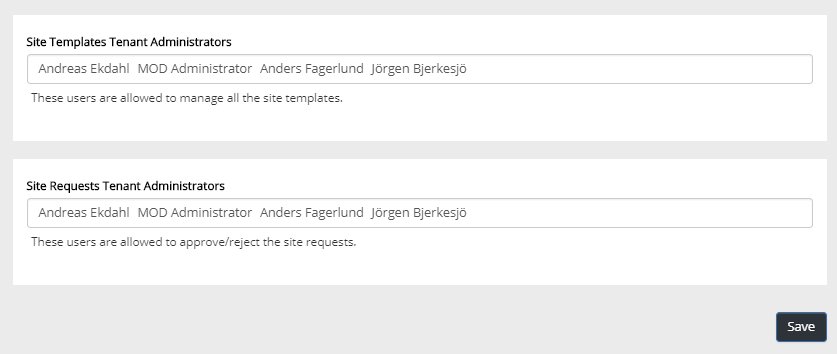 Site Templates Tenant Administrators
Andreas Ekdahl MOD Administrator Anders Fagerlund Jörgen Bjerkesjö
These users are allowed to manage all the site templates.
Site Requests Tenant Administrators
Andreas Ekdahl MOD Administrator Anders Fagerlund Jörgen Bjerkesjö
These users are allowed to approve/reject the site requests.
Save